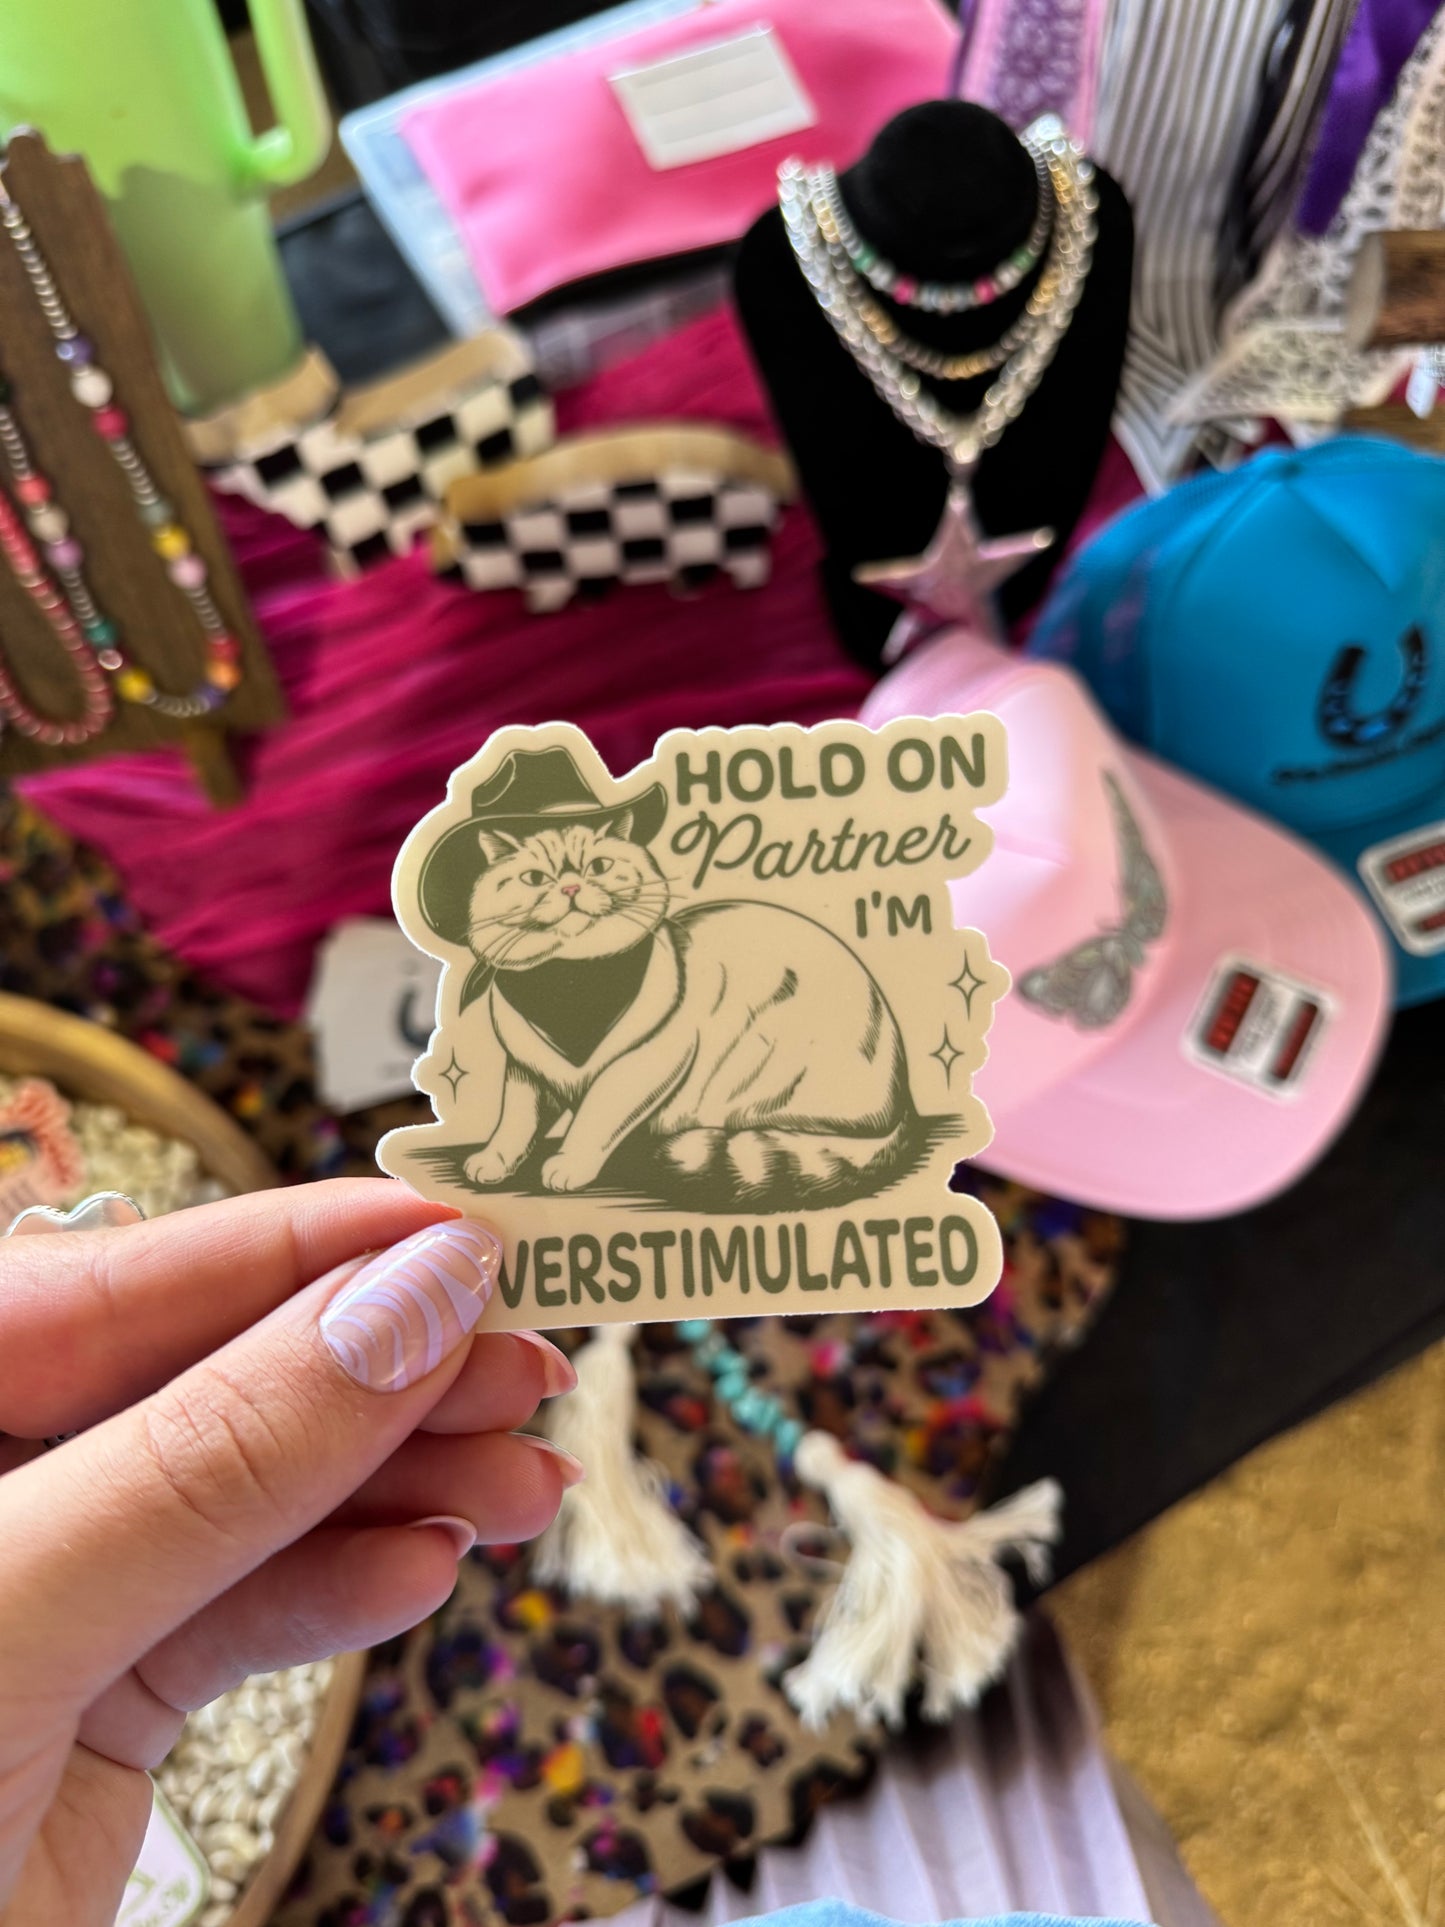 HOLD ON
Partner
I'M
VERSTIMULATED